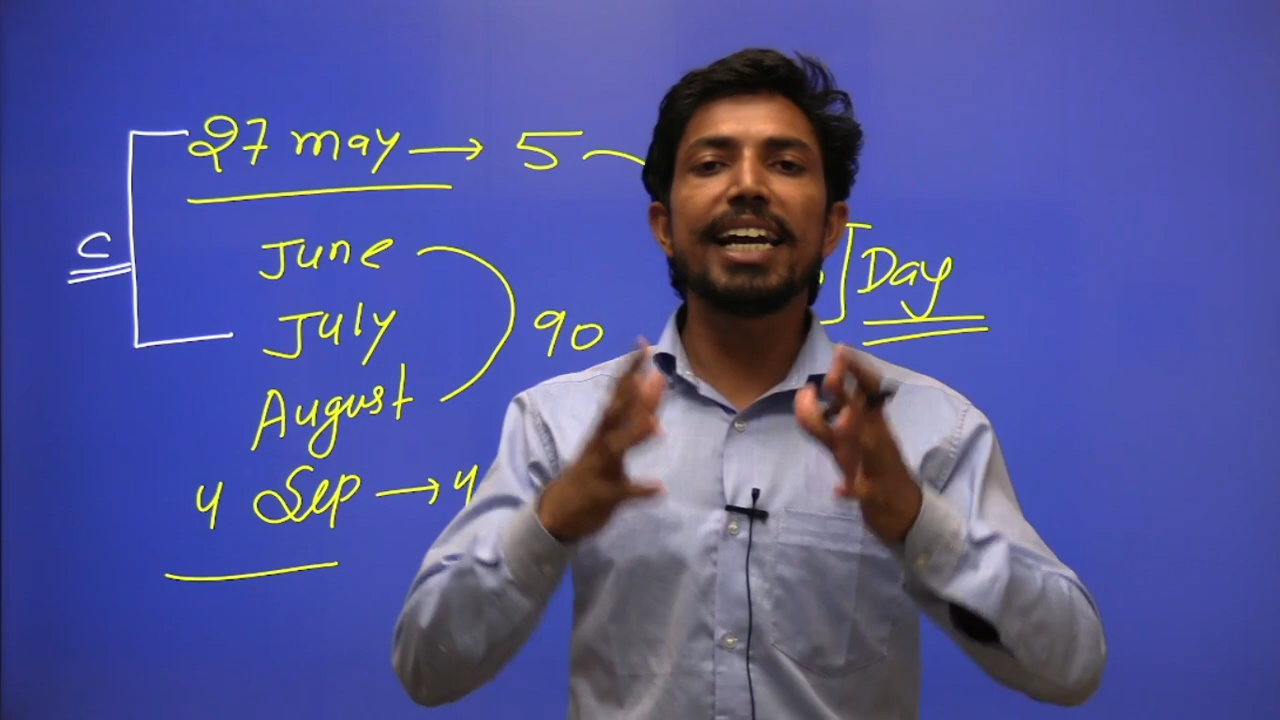 27 may → 5
C
June
July
90
Day
August
4 Sep → 4